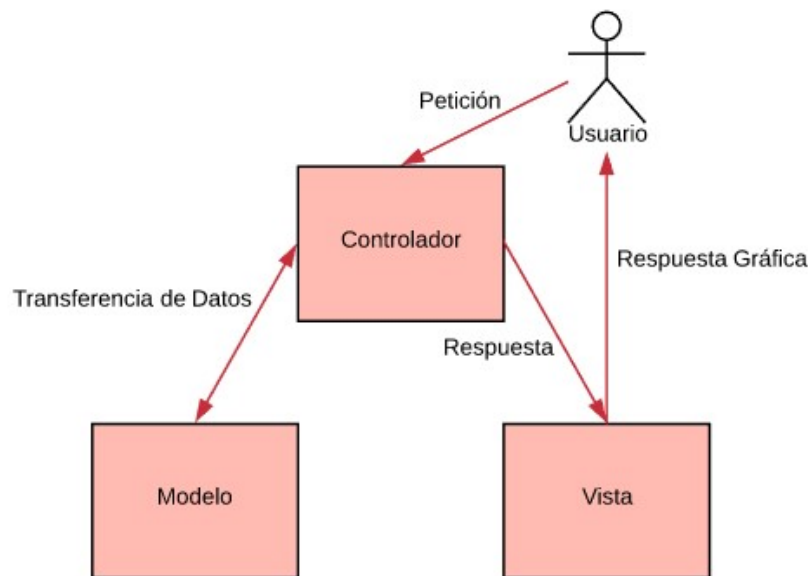 Petición
Usuario
Controlador
Respuesta Gráfica
Transferencia de Datos
Respuesta
Modelo
Vista